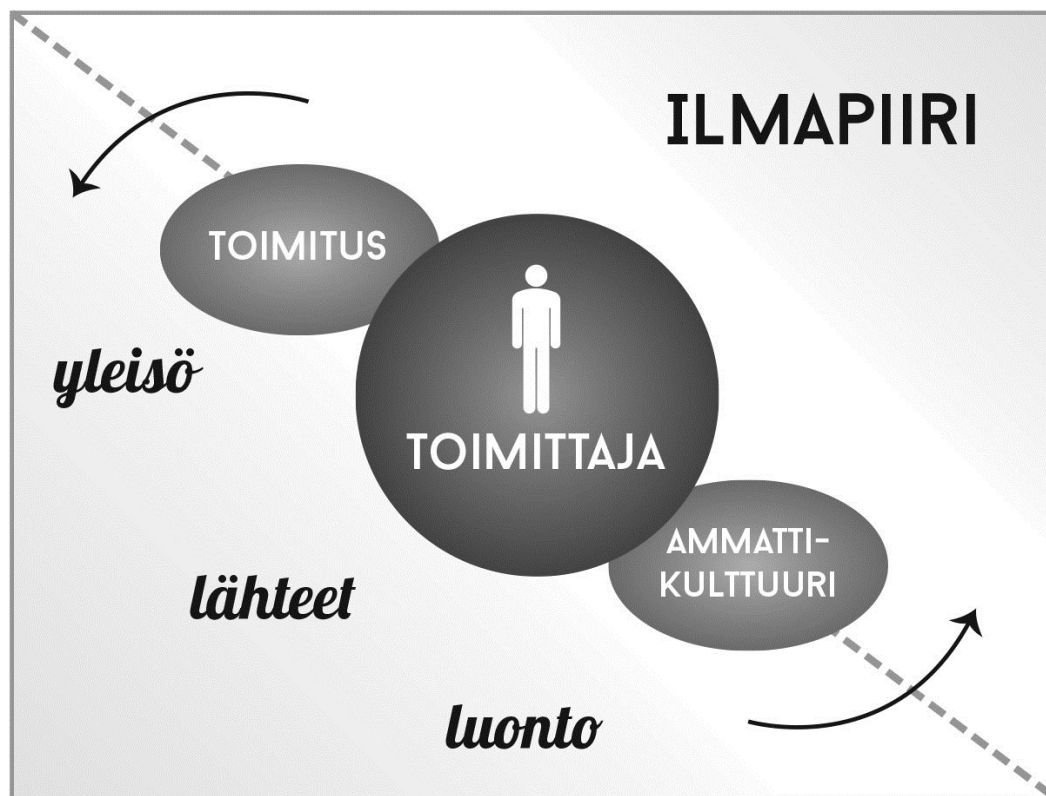 ILMAPIIRI
TOIMITUS
yleisö
TOIMITTAJA
AMMATTI-
KULTTUURI
lähteet
luonto